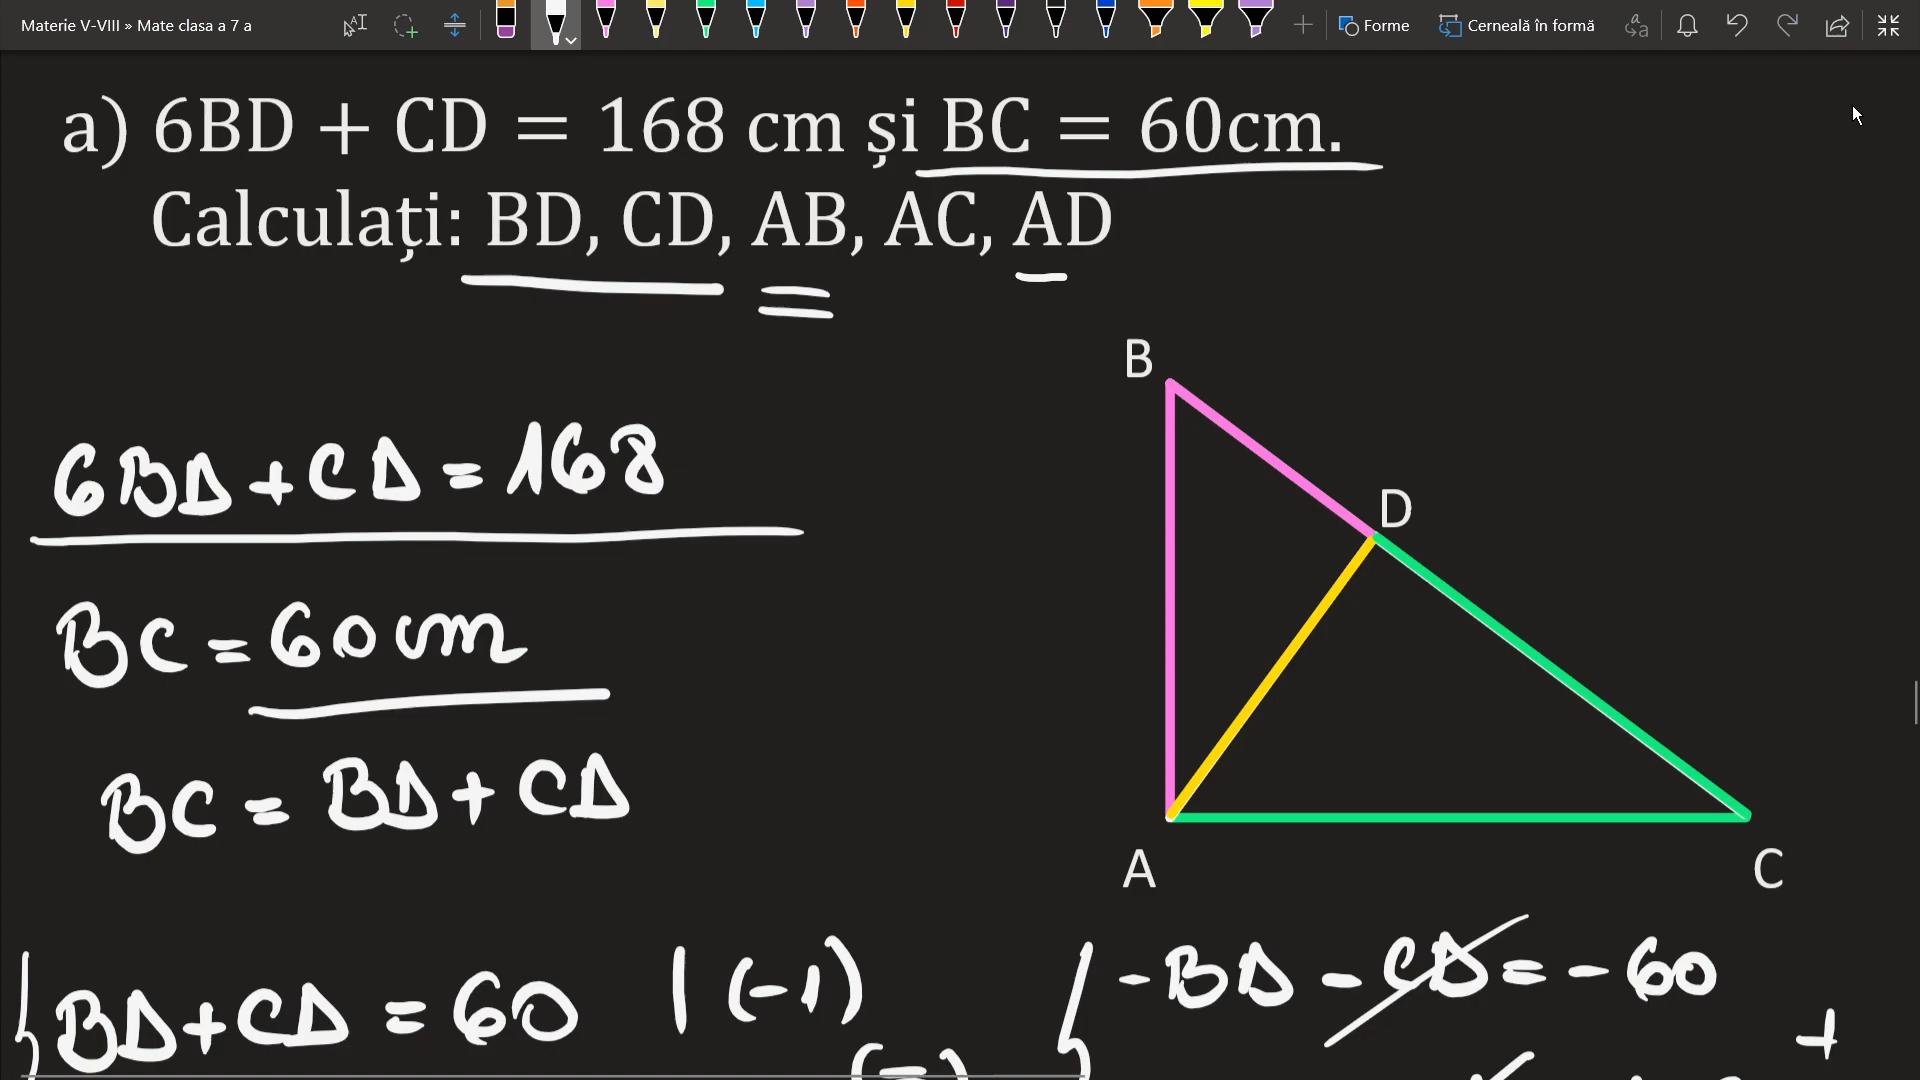 Materie V-VIII » Mate clasa a 7 a
Forme
Cerneală în formă
a) 6BD + CD = 168 cm și BC = 60cm.
Calculați: BD, CD, AB, AC, AD
B
D
A
C
6BD+CD=168
BC=60cm
BC = BD+CD
BD+CD=60 | (-1)
-BD-CD=-60
+